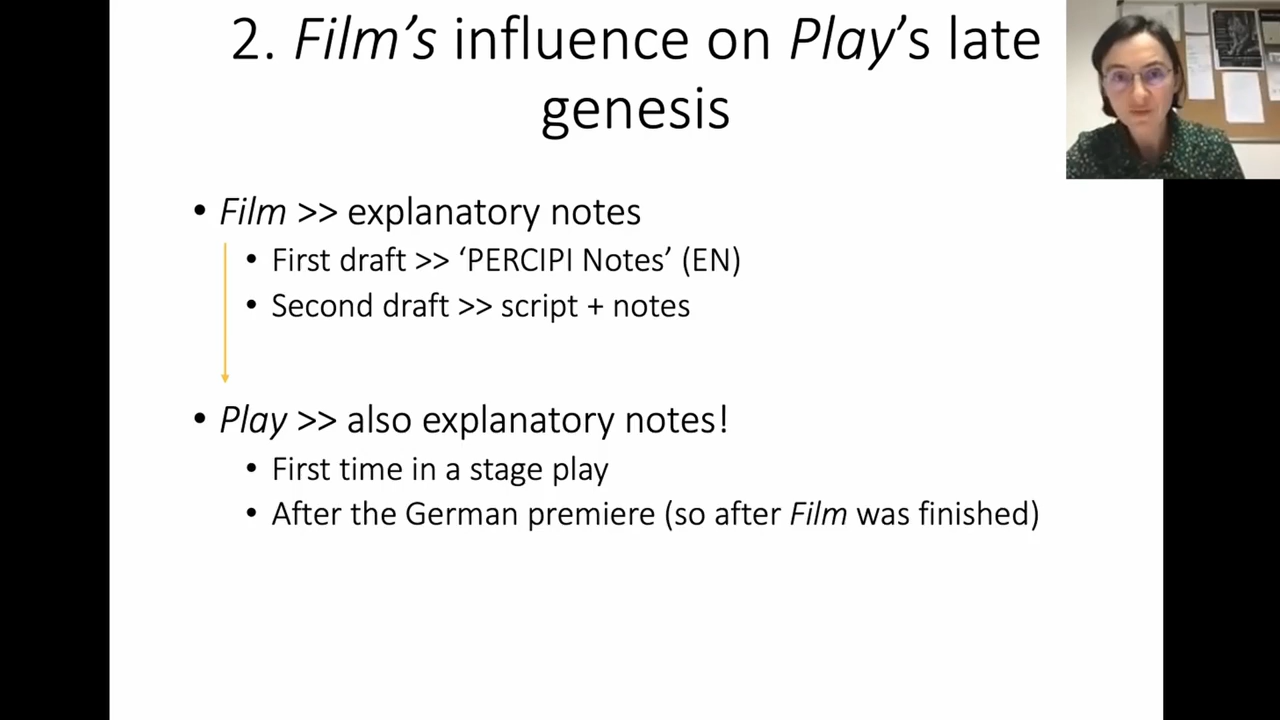 2. Film’s influence on Play’s late
genesis
• Film >> explanatory notes
• First draft >> ‘PERCIPI Notes’ (EN)
• Second draft >> script + notes
• Play >> also explanatory notes!
• First time in a stage play
• After the German premiere (so after Film was finished)